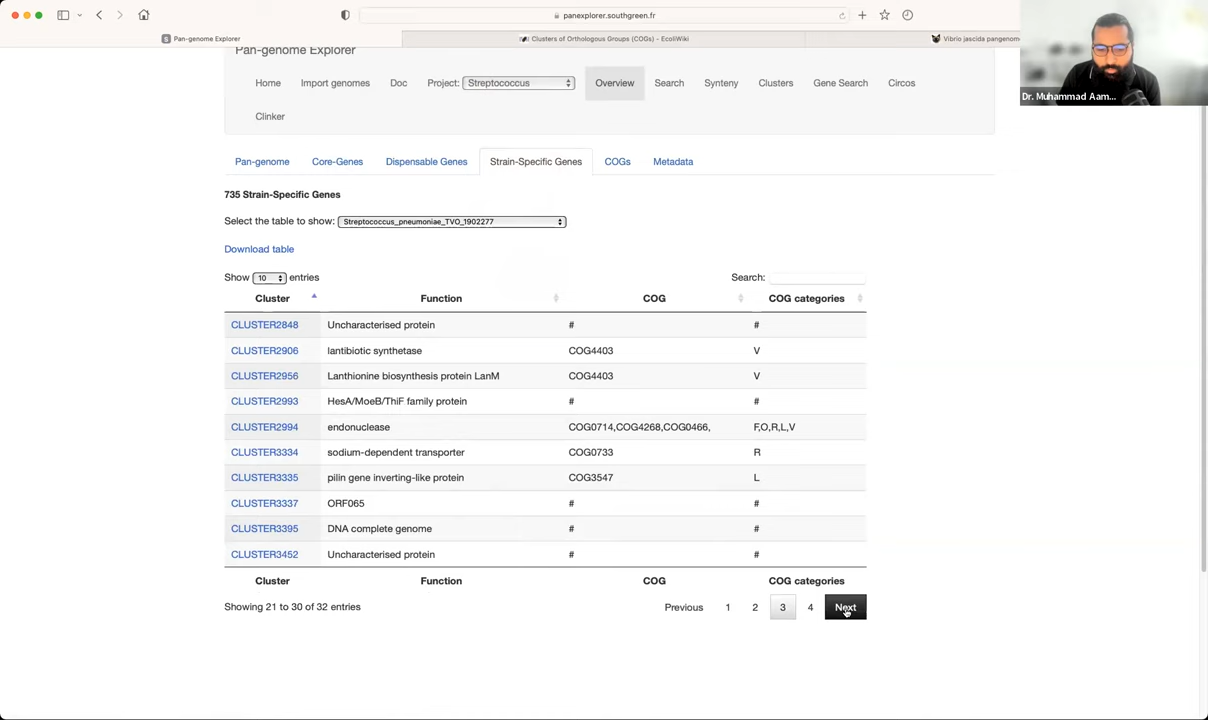 panexplorer.southgreen.fr
S Pan-genome Explorer
Clusters of Orthologous Groups (COGs) - EcoliWiki
Vibrio jascida pangenom
Dr. Muhammad Aam...
Pan-genome Explorer
Home Import genomes Doc Project: Streptococcus Overview Search Synteny Clusters Gene Search Circos
Clinker
Pan-genome Core-Genes Dispensable Genes Strain-Specific Genes COGs Metadata
735 Strain-Specific Genes
Select the table to show: Streptococcus_pneumoniae_TVO_1902277
Download table
Show 10 entries Search:
Cluster Function COG COG categories
CLUSTER2848 Uncharacterised protein # #
CLUSTER2906 lantibiotic synthetase COG4403 V
CLUSTER2956 Lanthionine biosynthesis protein LanM COG4403 V
CLUSTER2993 HesA/MoeB/ThiF family protein # #
CLUSTER2994 endonuclease COG0714,COG4268,COG0466, F,O,R,L,V
CLUSTER3334 sodium-dependent transporter COG0733 R
CLUSTER3335 pilin gene inverting-like protein COG3547 L
CLUSTER3337 ORF065 # #
CLUSTER3395 DNA complete genome # #
CLUSTER3452 Uncharacterised protein # #
Cluster Function COG COG categories
Showing 21 to 30 of 32 entries Previous 1 2 3 4 Next